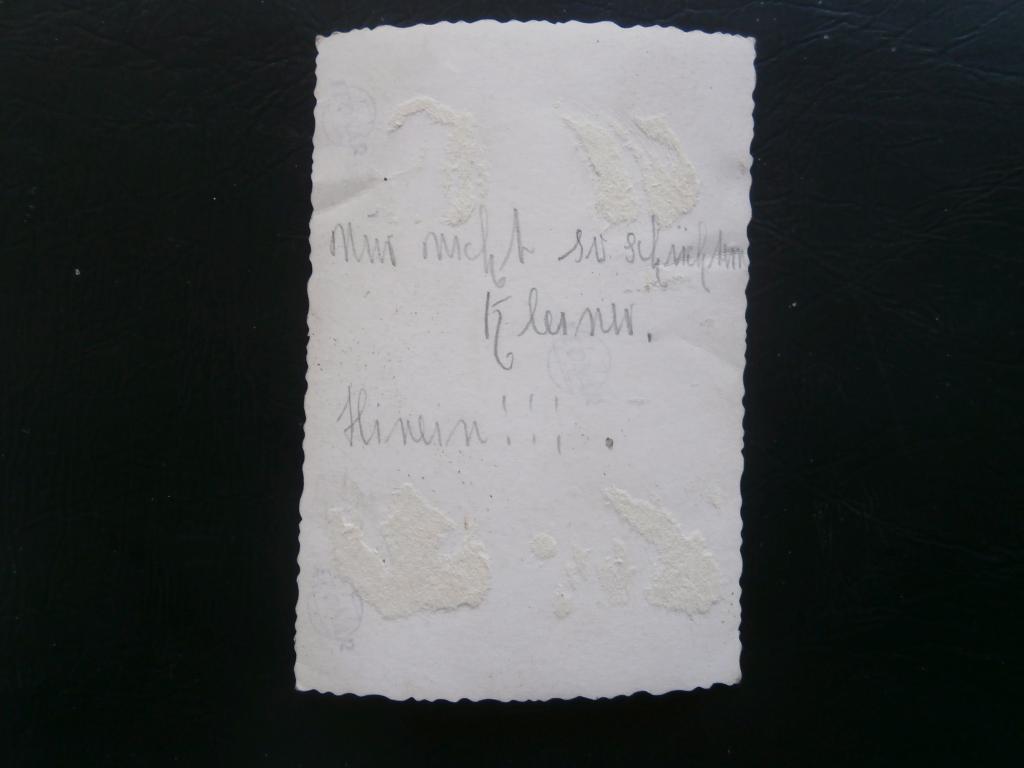 Nur nicht so schüchtern
Kleiner.
Hinein!!!